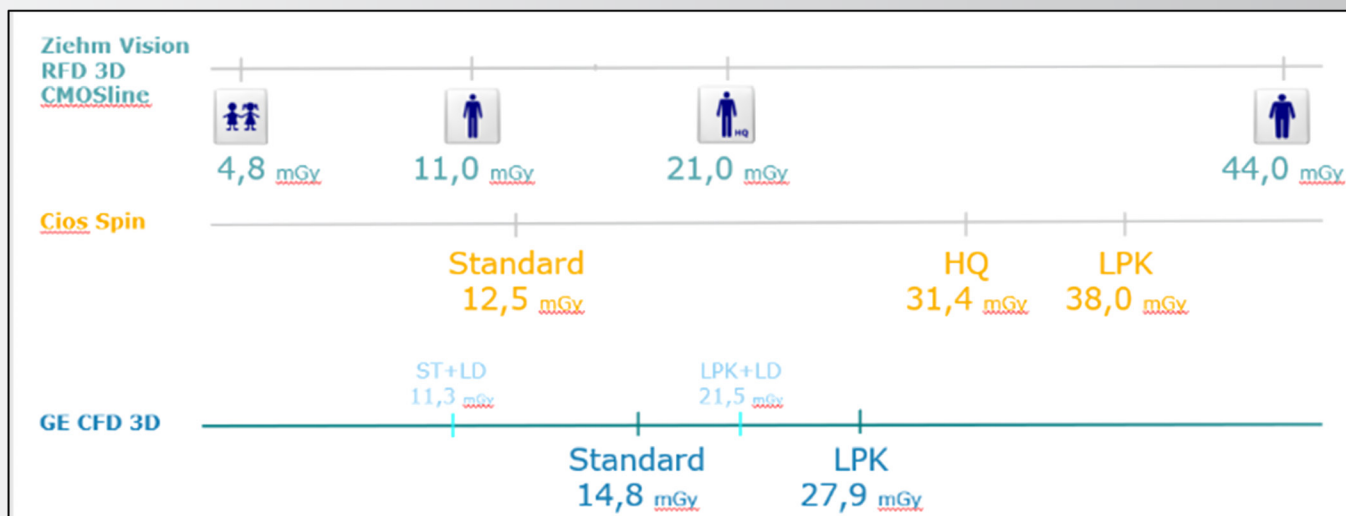 Ziehm Vision
RFD 3D
CMOSline
HQ
4,8 mGy 11,0 mGy 21,0 mGy 44,0 mGy
Cios Spin
Standard HQ LPK
12,5 mGy 31,4 mGy 38,0 mGy
ST+LD LPK+LD
11,3 mGy 21,5 mGy
GE CFD 3D
Standard LPK
14,8 mGy 27,9 mGy